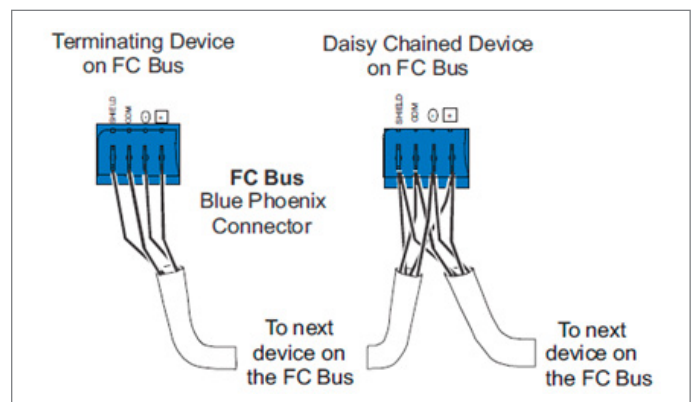 Terminating Device
on FC Bus
Daisy Chained Device
on FC Bus
SHIELD
COM
-
+
SHIELD
COM
-
+
FC Bus
Blue Phoenix
Connector
To next
device on
the FC Bus
To next
device on
the FC Bus